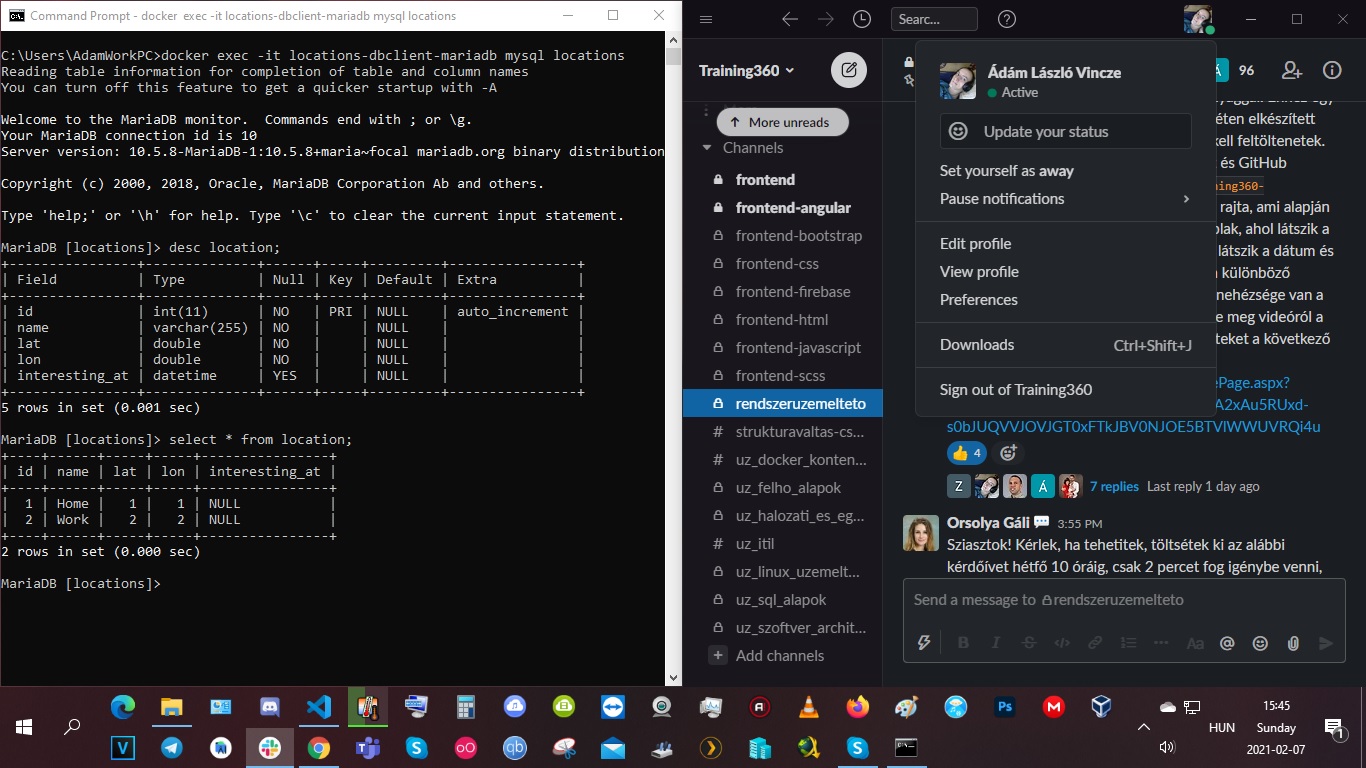 Command Prompt - docker exec -it locations-dbclient-mariadb mysql locations
C:\Users\AdamWorkPC>docker exec -it locations-dbclient-mariadb mysql locations
Reading table information for completion of table and column names
You can turn off this feature to get a quicker startup with -A
Welcome to the MariaDB monitor.  Commands end with ; or \g.
Your MariaDB connection id is 10
Server version: 10.5.8-MariaDB-1:10.5.8+maria~focal mariadb.org binary distribution
Copyright (c) 2000, 2018, Oracle, MariaDB Corporation Ab and others.
Type 'help;' or '\h' for help. Type '\c' to clear the current input statement.
MariaDB [locations]> desc location;
+----------------+--------------+------+-----+---------+----------------+
| Field          | Type         | Null | Key | Default | Extra          |
+----------------+--------------+------+-----+---------+----------------+
| id             | int(11)      | NO   | PRI | NULL    | auto_increment |
| name           | varchar(255) | NO   |     | NULL    |                |
| lat            | double       | NO   |     | NULL    |                |
| lon            | double       | NO   |     | NULL    |                |
| interesting_at | datetime     | YES  |     | NULL    |                |
+----------------+--------------+------+-----+---------+----------------+
5 rows in set (0.001 sec)
MariaDB [locations]> select * from location;
+----+------+-----+-----+----------------+
| id | name | lat | lon | interesting_at |
+----+------+-----+-----+----------------+
|  1 | Home |   1 |   1 | NULL           |
|  2 | Work |   2 |   2 | NULL           |
+----+------+-----+-----+----------------+
2 rows in set (0.000 sec)
MariaDB [locations]>
Searc...
Training360
More unreads
Channels
frontend
frontend-angular
frontend-bootstrap
frontend-css
frontend-firebase
frontend-html
frontend-javascript
frontend-scss
rendszeruzemelteto
# strukturavaltas-cs...
# uz_docker_konten...
uz_felho_alapok
uz_halozati_es_eg...
# uz_itil
uz_linux_uzemelt...
uz_sql_alapok
uz_szoftver_archit...
+ Add channels
Ádám László Vincze
Active
Update your status
Set yourself as away
Pause notifications
Edit profile
View profile
Preferences
Downloads Ctrl+Shift+J
Sign out of Training360
Á 96
éten elkészített
kell feltöltenetek.
és GitHub
ning360-
rajta, ami alapján
olak, ahol látszik a
látszik a dátum és
különböző
nehézsége van a
e meg videóról a
teket a következő
ePage.aspx?
A2xAu5RUxd-
s0bJUQVVJOVJGT0xFTkJBV0NJOE5BTVlWWUVRQi4u
4
Z Á 7 replies Last reply 1 day ago
Orsolya Gáli 3:55 PM
Sziasztok! Kérlek, ha tehetitek, töltsétek ki az alábbi
kérdőívet hétfő 10 óráig, csak 2 percet fog igénybe venni,
Send a message to rendszeruzemelteto
B I S Aa @
HUN
15:45
Sunday
2021-02-07
1